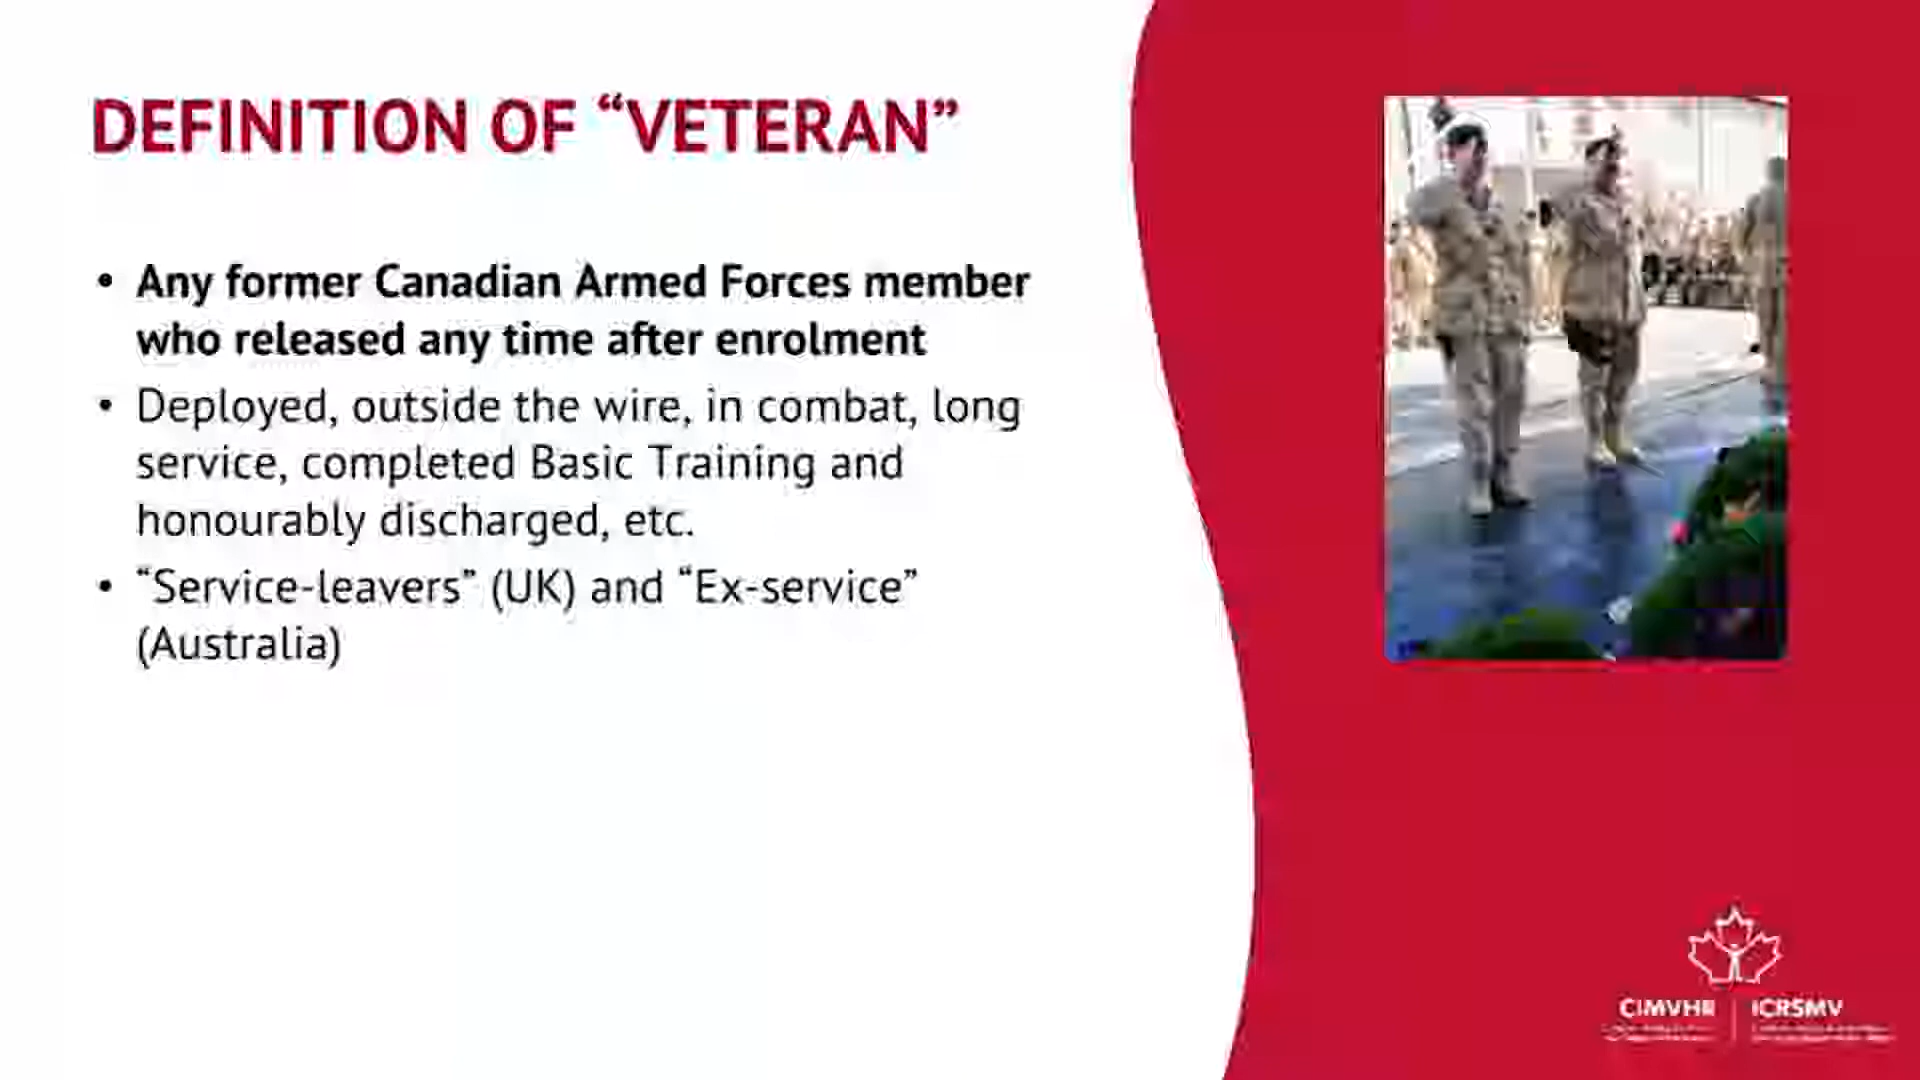 DEFINITION OF “VETERAN”
• Any former Canadian Armed Forces member
who released any time after enrolment
• Deployed, outside the wire, in combat, long
service, completed Basic Training and
honourably discharged, etc.
• “Service-leavers” (UK) and “Ex-service”
(Australia)
CIMVHR | ICRSMV